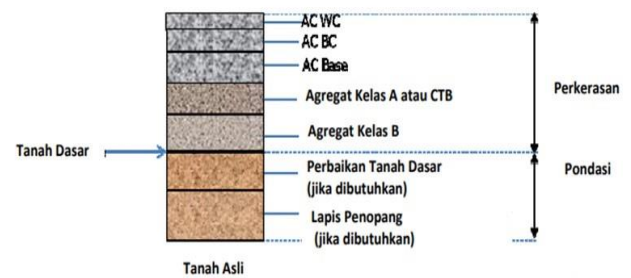 AC WC
AC BC
AC Base
Agregat Kelas A atau CTB
Perkerasan
Agregat Kelas B
Tanah Dasar
Perbaikan Tanah Dasar
(jika dibutuhkan)
Pondasi
Lapis Penopang
(jika dibutuhkan)
Tanah Asli